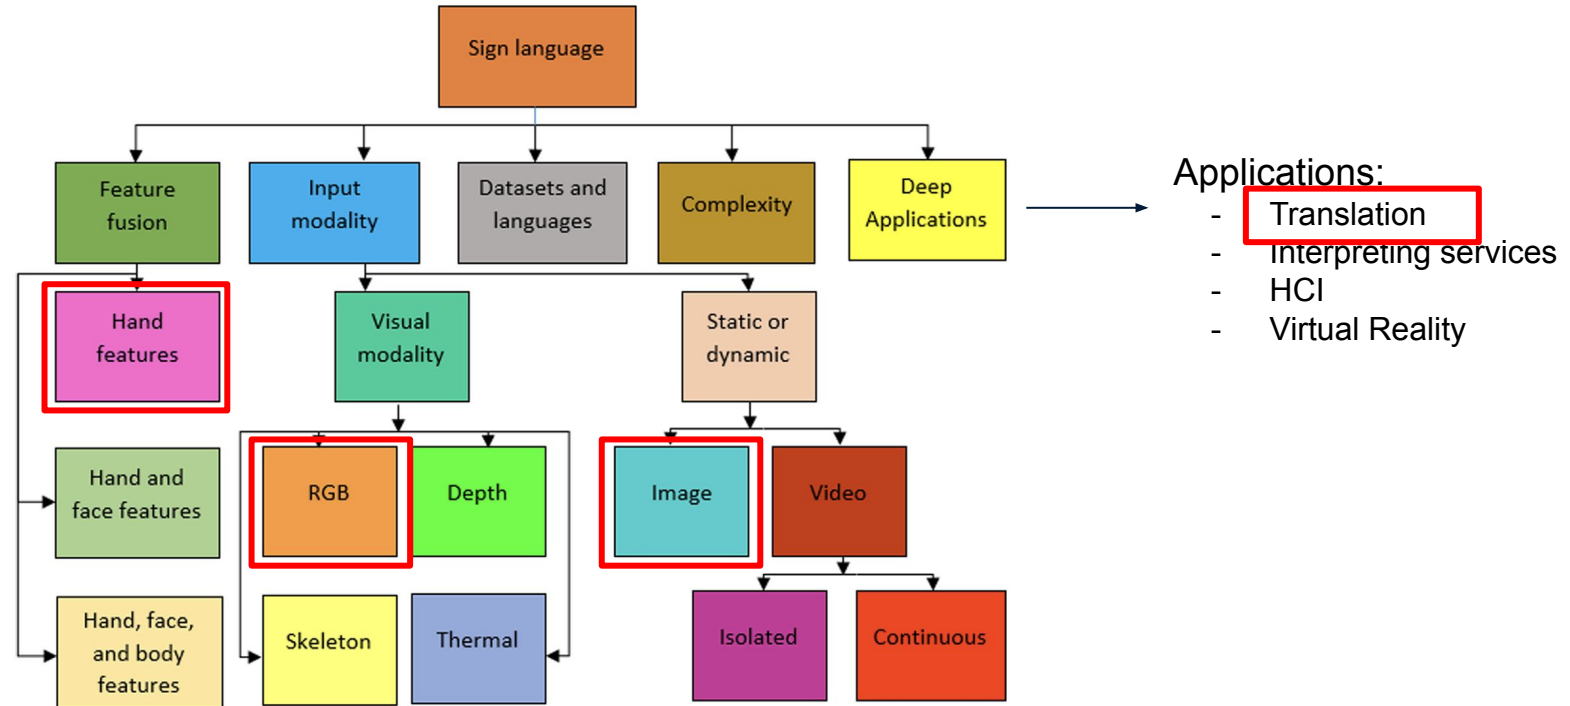 Sign language
Feature
fusion
Input
modality
Datasets and
languages
Complexity
Deep
Applications
Applications:
- Translation
- Interpreting services
- HCI
- Virtual Reality
Hand
features
Visual
modality
Static or
dynamic
Hand and
face features
RGB
Depth
Image
Video
Hand, face,
and body
features
Skeleton
Thermal
Isolated
Continuous